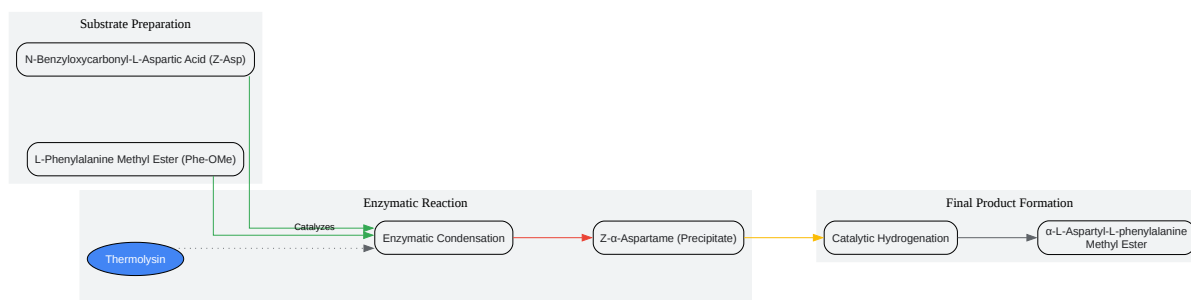 Substrate Preparation
N-Benzyloxycarbonyl-L-Aspartic Acid (Z-Asp)
L-Phenylalanine Methyl Ester (Phe-OMe)
Enzymatic Reaction
Catalyzes
Enzymatic Condensation
Z-α-Aspartame (Precipitate)
Thermolysin
Final Product Formation
Catalytic Hydrogenation
α-L-Aspartyl-L-phenylalanine
Methyl Ester